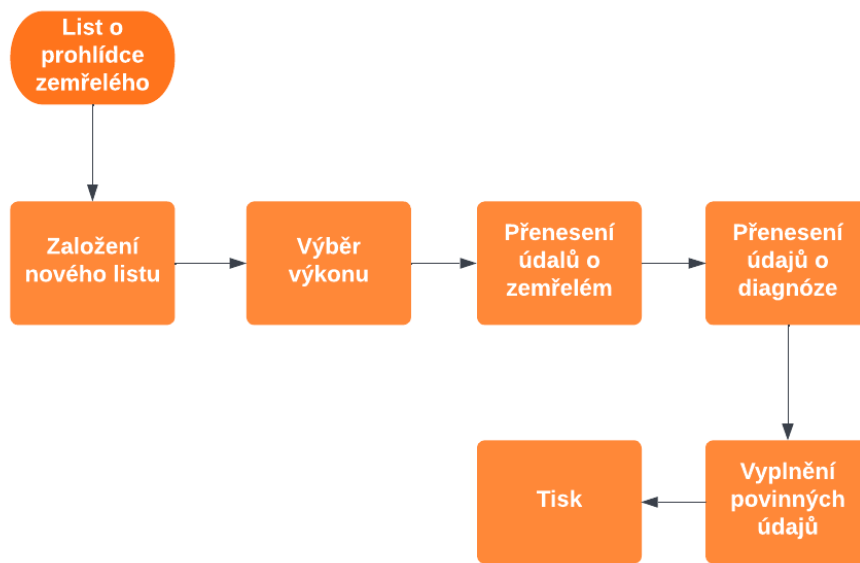 List o
prohlídce
zemřelého
Založení
nového listu
Výběr
výkonu
Přenesení
údalů o
zemřelém
Přenesení
údajů o
diagnóze
Vyplnění
povinných
údajů
Tisk